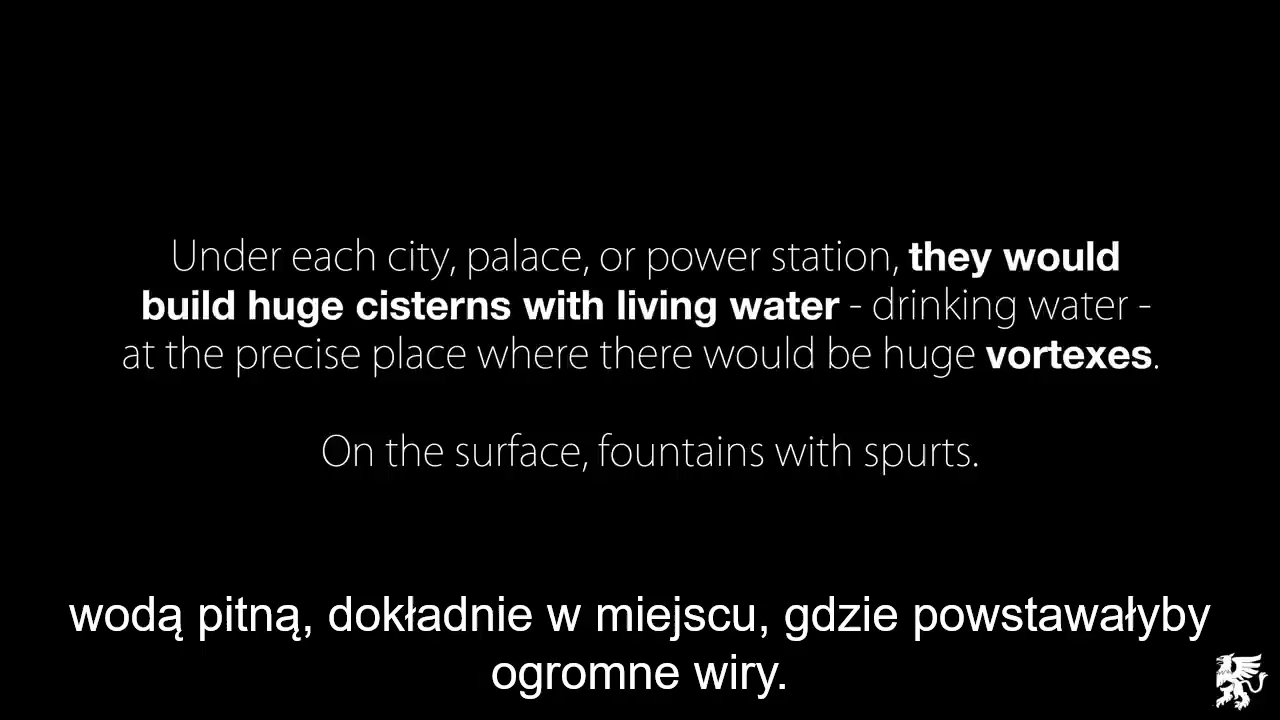 Under each city, palace, or power station, they would
build huge cisterns with living water - drinking water -
at the precise place where there would be huge vortexes.
On the surface, fountains with spurts.
wodą pitną, dokładnie w miejscu, gdzie powstawałyby
ogromne wiry.